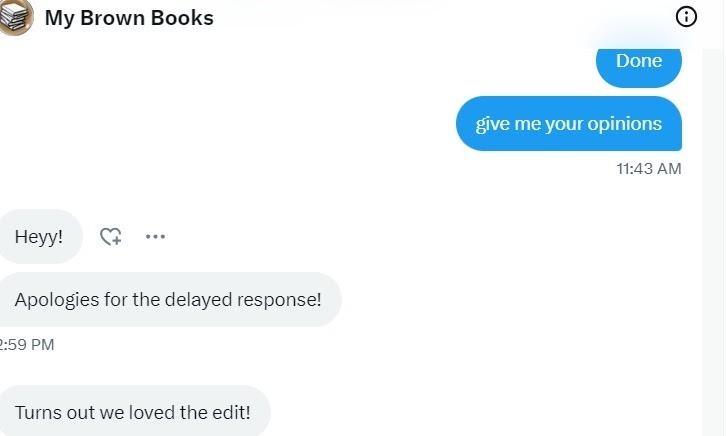 My Brown Books
Done
give me your opinions
11:43 AM
Heyy!
Apologies for the delayed response!
2:59 PM
Turns out we loved the edit!